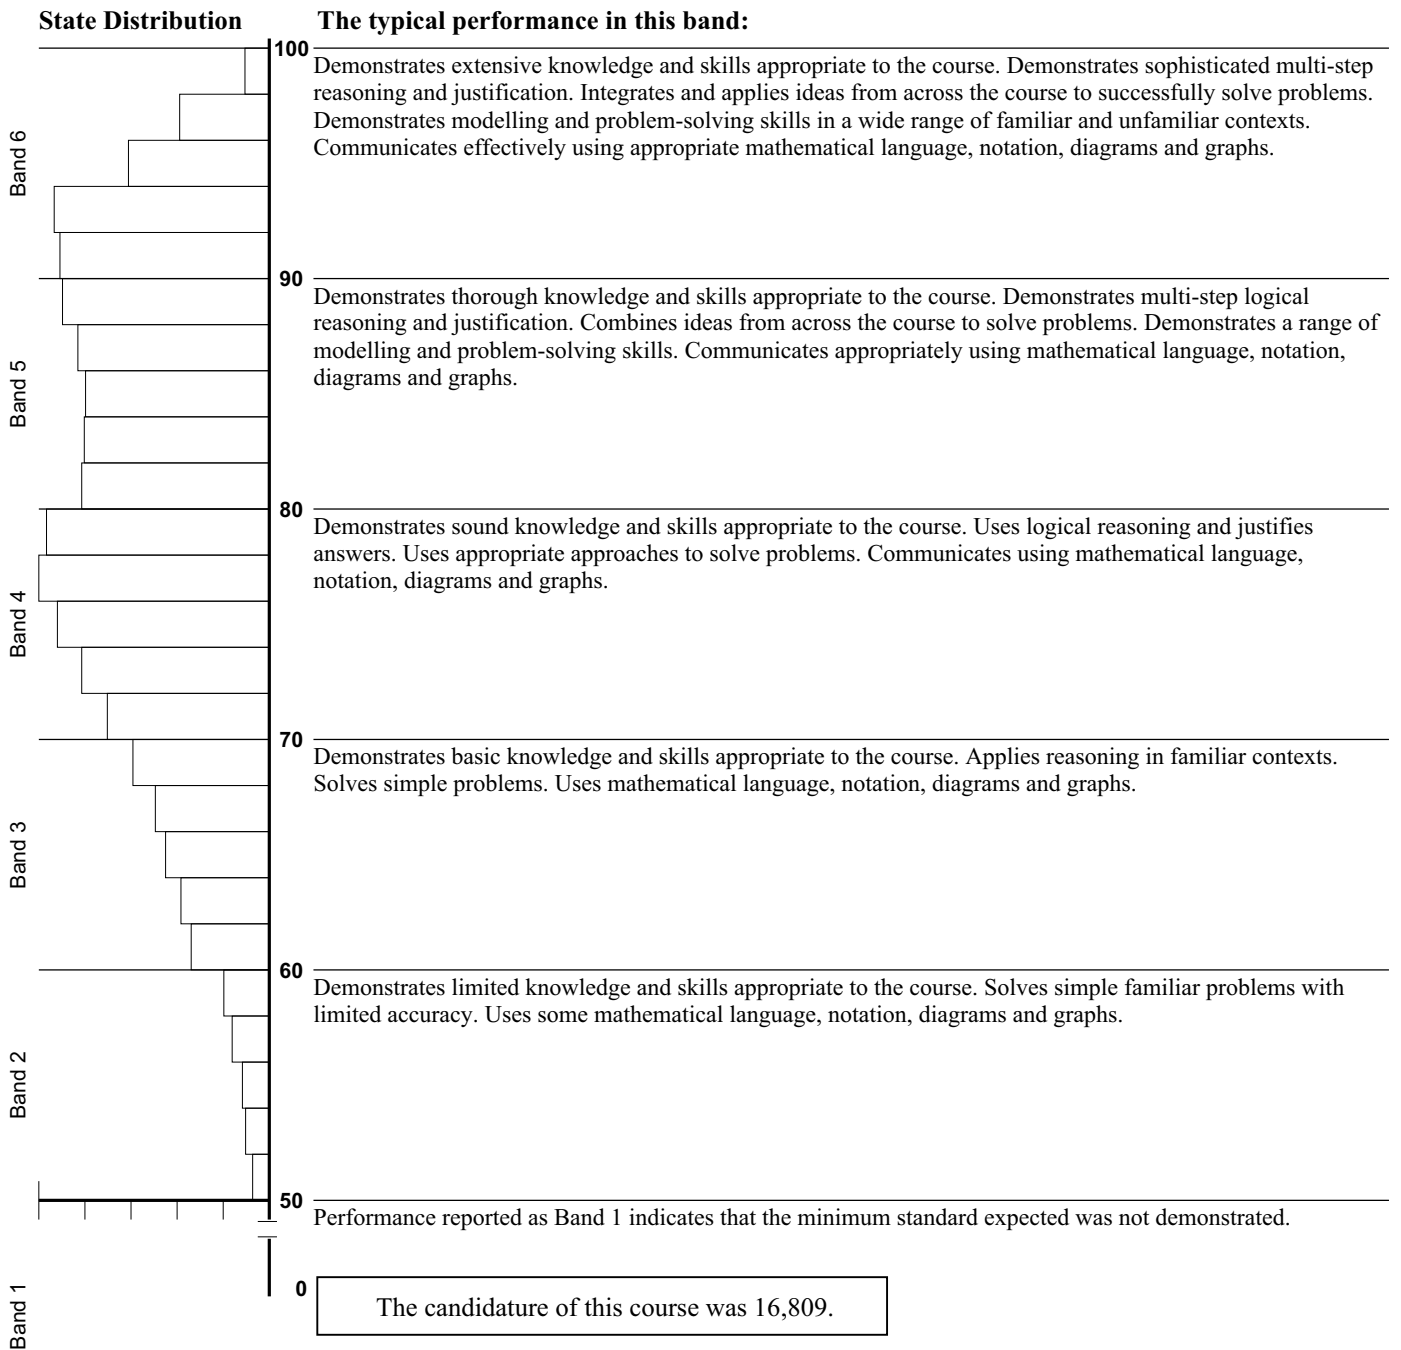 State Distribution
The typical performance in this band:
100
Demonstrates extensive knowledge and skills appropriate to the course. Demonstrates sophisticated multi-step
reasoning and justification. Integrates and applies ideas from across the course to successfully solve problems.
Demonstrates modelling and problem-solving skills in a wide range of familiar and unfamiliar contexts.
Communicates effectively using appropriate mathematical language, notation, diagrams and graphs.
Band 6
90
Demonstrates thorough knowledge and skills appropriate to the course. Demonstrates multi-step logical
reasoning and justification. Combines ideas from across the course to solve problems. Demonstrates a range of
modelling and problem-solving skills. Communicates appropriately using mathematical language, notation,
diagrams and graphs.
Band 5
80
Demonstrates sound knowledge and skills appropriate to the course. Uses logical reasoning and justifies
answers. Uses appropriate approaches to solve problems. Communicates using mathematical language,
notation, diagrams and graphs.
Band 4
70
Demonstrates basic knowledge and skills appropriate to the course. Applies reasoning in familiar contexts.
Solves simple problems. Uses mathematical language, notation, diagrams and graphs.
Band 3
60
Demonstrates limited knowledge and skills appropriate to the course. Solves simple familiar problems with
limited accuracy. Uses some mathematical language, notation, diagrams and graphs.
Band 2
50
Performance reported as Band 1 indicates that the minimum standard expected was not demonstrated.
0
The candidature of this course was 16,809.
Band 1